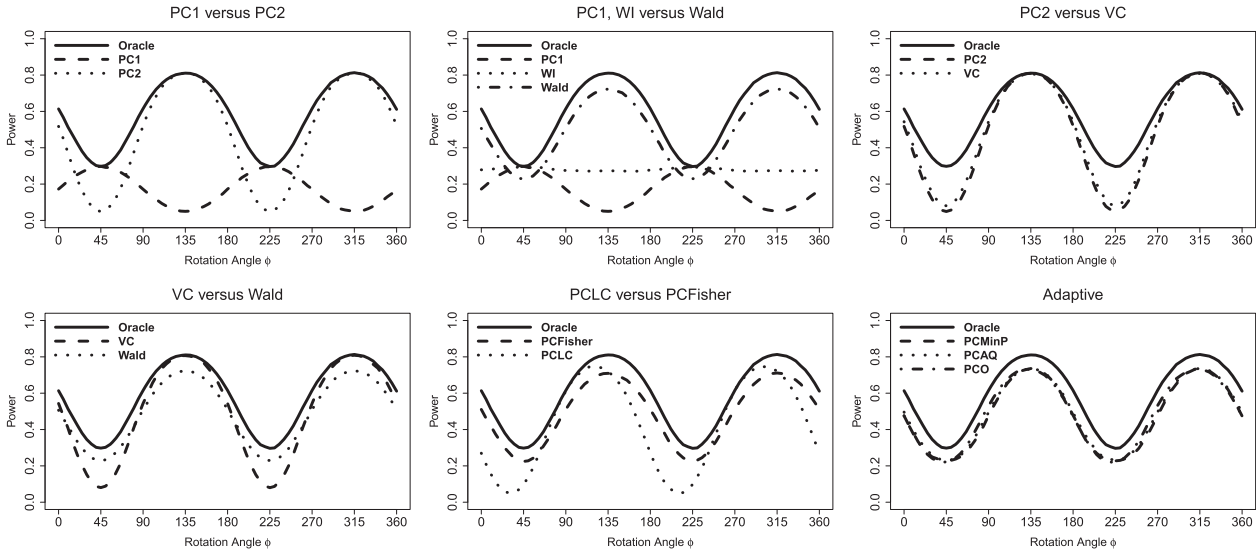 PC1 versus PC2
1.0
0.8
0.6
0.4
0.2
0.0
Power
Oracle
PC1
PC2
0 45 90 135 180 225 270 315 360
Rotation Angle ϕ
PC1, WI versus Wald
1.0
0.8
0.6
0.4
0.2
0.0
Power
Oracle
PC1
WI
Wald
0 45 90 135 180 225 270 315 360
Rotation Angle ϕ
PC2 versus VC
1.0
0.8
0.6
0.4
0.2
0.0
Power
Oracle
PC2
VC
0 45 90 135 180 225 270 315 360
Rotation Angle ϕ
VC versus Wald
1.0
0.8
0.6
0.4
0.2
0.0
Power
Oracle
VC
Wald
0 45 90 135 180 225 270 315 360
Rotation Angle ϕ
PCLC versus PCFisher
1.0
0.8
0.6
0.4
0.2
0.0
Power
Oracle
PCFisher
PCLC
0 45 90 135 180 225 270 315 360
Rotation Angle ϕ
Adaptive
1.0
0.8
0.6
0.4
0.2
0.0
Power
Oracle
PCMinP
PCAQ
PCO
0 45 90 135 180 225 270 315 360
Rotation Angle ϕ